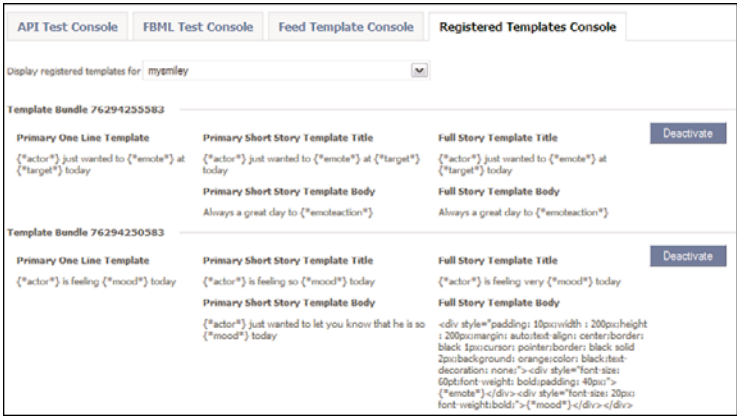 API Test Console FBML Test Console Feed Template Console Registered Templates Console
Display registered templates for mysmiley
Template Bundle 76294255583
Deactivate
Primary One Line Template
{*actor*} just wanted to {*emote*} at
{*target*} today
Primary Short Story Template Title
{*actor*} just wanted to {*emote*} at {*target*}
today
Primary Short Story Template Body
Always a great day to {*emoteaction*}
Full Story Template Title
{*actor*} just wanted to {*emote*} at
{*target*} today
Full Story Template Body
Always a great day to {*emoteaction*}
Template Bundle 76294250583
Deactivate
Primary One Line Template
{*actor*} is feeling {*mood*} today
Primary Short Story Template Title
{*actor*} is feeling so {*mood*} today
Primary Short Story Template Body
{*actor*} just wanted to let you know that he is so
{*mood*} today
Full Story Template Title
{*actor*} is feeling very {*mood*} today
Full Story Template Body
<div style="padding: 10px;width : 200px;height
: 200px;margin: auto;text-align: center;border:
black 1px;cursor: pointer;border: black solid
2px;background: orange;color: black;text-
decoration: none;"><div style="font-size:
60pt;font-weight: bold;padding: 40px;">
{*emote*}</div><div style="font-size: 20px;
font-weight:bold;">{*mood*}</div></div>